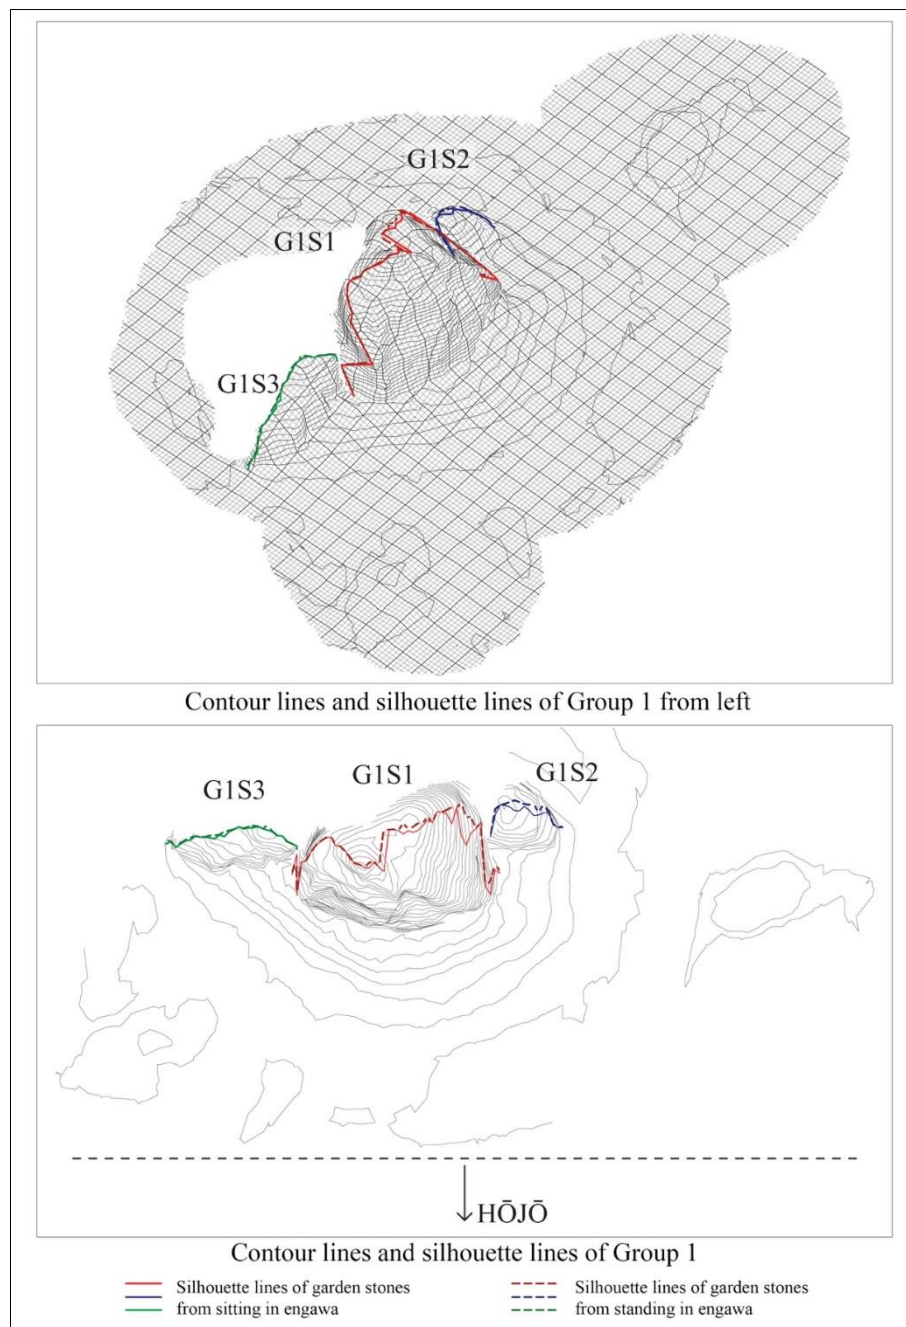 G1S2
G1S1
G1S3
Contour lines and silhouette lines of Group 1 from left
G1S3
G1S1
G1S2
HŌJŌ
Contour lines and silhouette lines of Group 1
Silhouette lines of garden stones
from sitting in engawa
Silhouette lines of garden stones
from standing in engawa